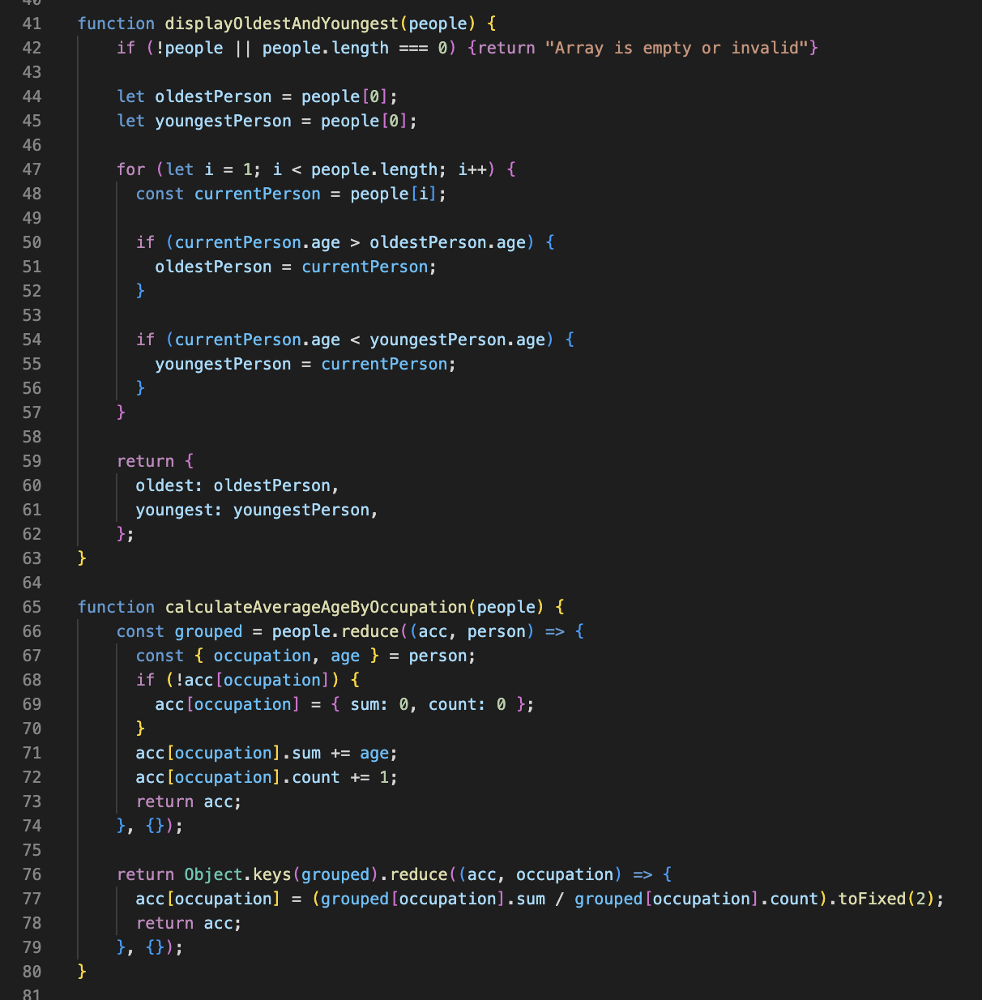 41 function displayOldestAndYoungest(people) {
42 if (!people || people.length === 0) {return "Array is empty or invalid"}
43
44 let oldestPerson = people[0];
45 let youngestPerson = people[0];
46
47 for (let i = 1; i < people.length; i++) {
48 const currentPerson = people[i];
49
50 if (currentPerson.age > oldestPerson.age) {
51 oldestPerson = currentPerson;
52 }
53
54 if (currentPerson.age < youngestPerson.age) {
55 youngestPerson = currentPerson;
56 }
57 }
58
59 return {
60 oldest: oldestPerson,
61 youngest: youngestPerson,
62 };
63 }
64
65 function calculateAverageAgeByOccupation(people) {
66 const grouped = people.reduce((acc, person) => {
67 const { occupation, age } = person;
68 if (!acc[occupation]) {
69 acc[occupation] = { sum: 0, count: 0 };
70 }
71 acc[occupation].sum += age;
72 acc[occupation].count += 1;
73 return acc;
74 }, {});
75
76 return Object.keys(grouped).reduce((acc, occupation) => {
77 acc[occupation] = (grouped[occupation].sum / grouped[occupation].count).toFixed(2);
78 return acc;
79 }, {});
80 }
81